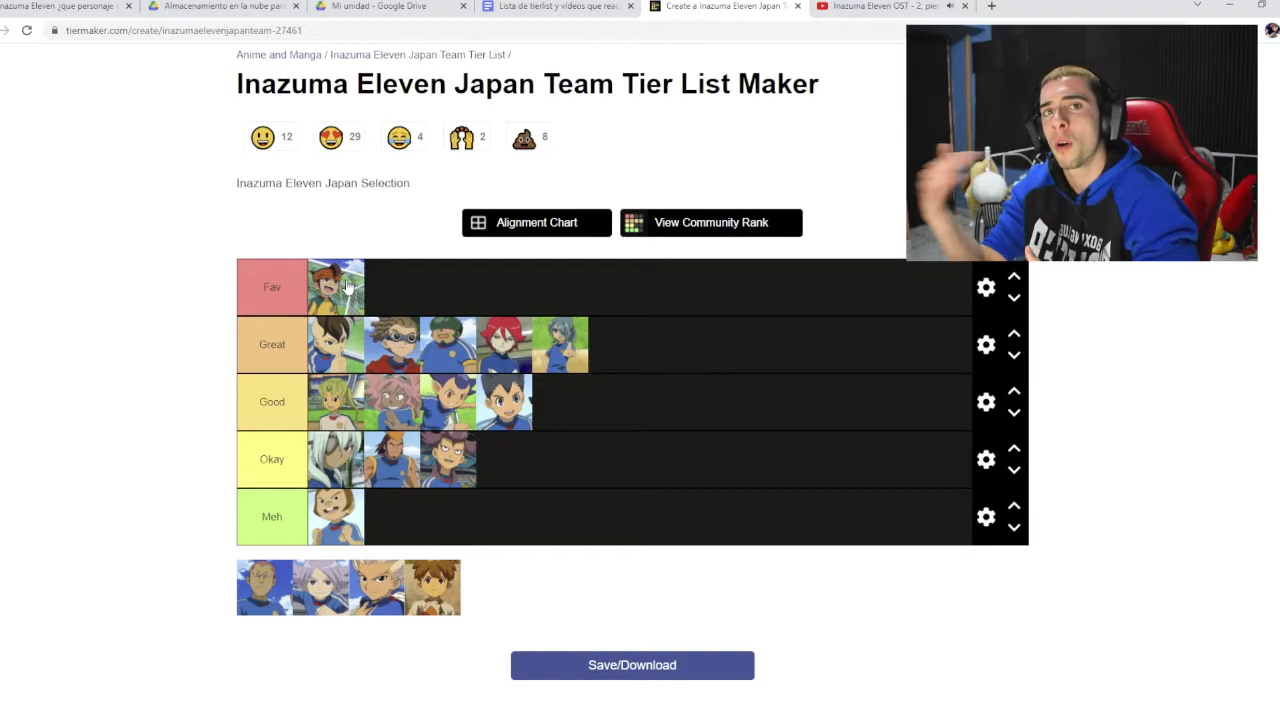 Inazuma Eleven ¿que personaje e
Almacenamiento en la nube par
Mi unidad - Google Drive
Lista de tierlist y vídeos que reac
Create a Inazuma Eleven Japan T
Inazuma Eleven OST - 2, pier
tiermaker.com/create/inazumaelevenjapanteam-27461
Anime and Manga / Inazuma Eleven Japan Team Tier List /
Inazuma Eleven Japan Team Tier List Maker
12 29 4 2 8
Inazuma Eleven Japan Selection
Alignment Chart
View Community Rank
Fav
Great
Good
Okay
Meh
Save/Download